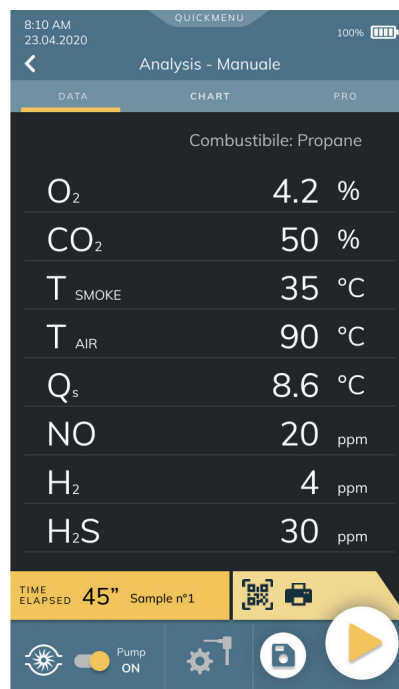 QUICKMENU
8:10 AM
23.04.2020
100%
Analysis - Manuale
DATA CHART PRO
Combustibile: Propane
O₂ 4.2 %
CO₂ 50 %
T SMOKE 35 °C
T AIR 90 °C
Qs 8.6 °C
NO 20 ppm
H₂ 4 ppm
H₂S 30 ppm
TIME
ELAPSED 45” Sample n°1
Pump
ON